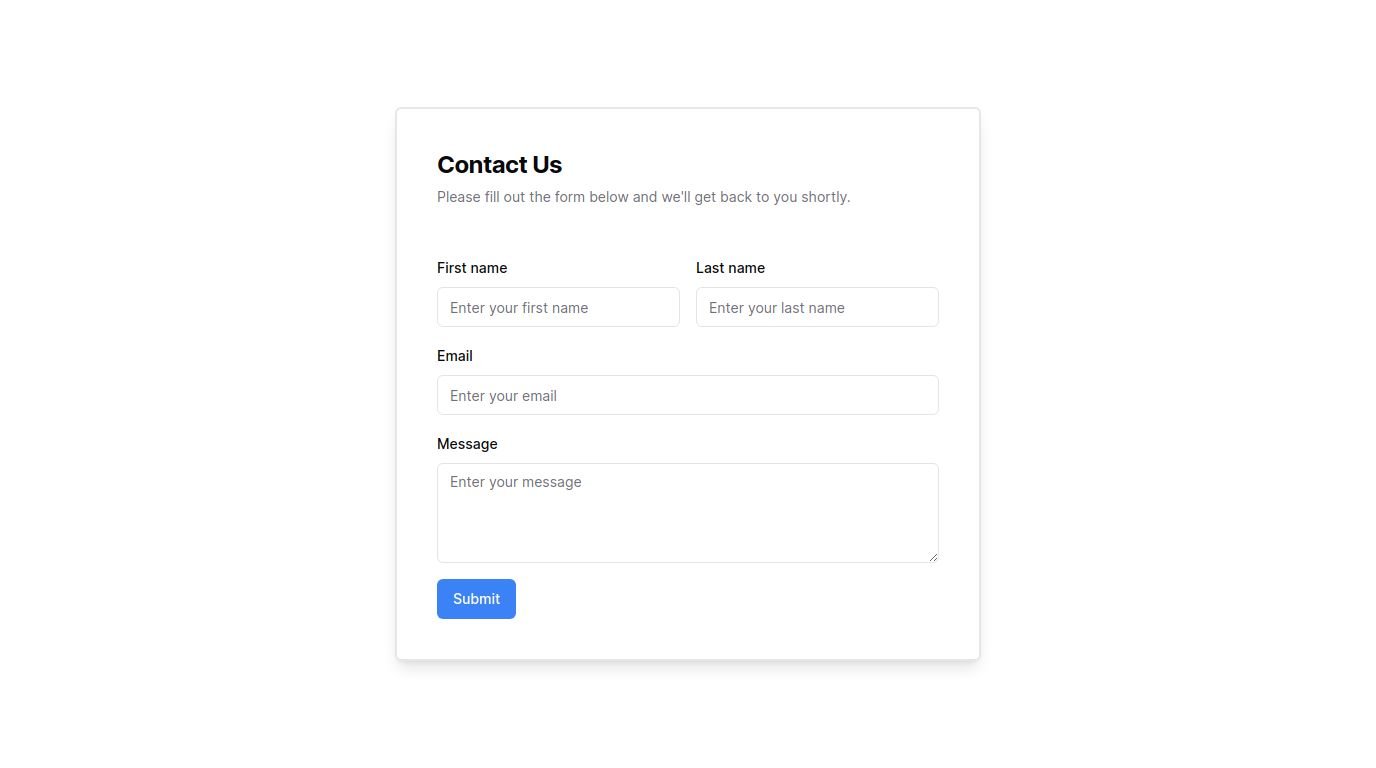 Contact Us
Please fill out the form below and we'll get back to you shortly.
First name
Last name
Enter your first name
Enter your last name
Email
Enter your email
Message
Enter your message
Submit